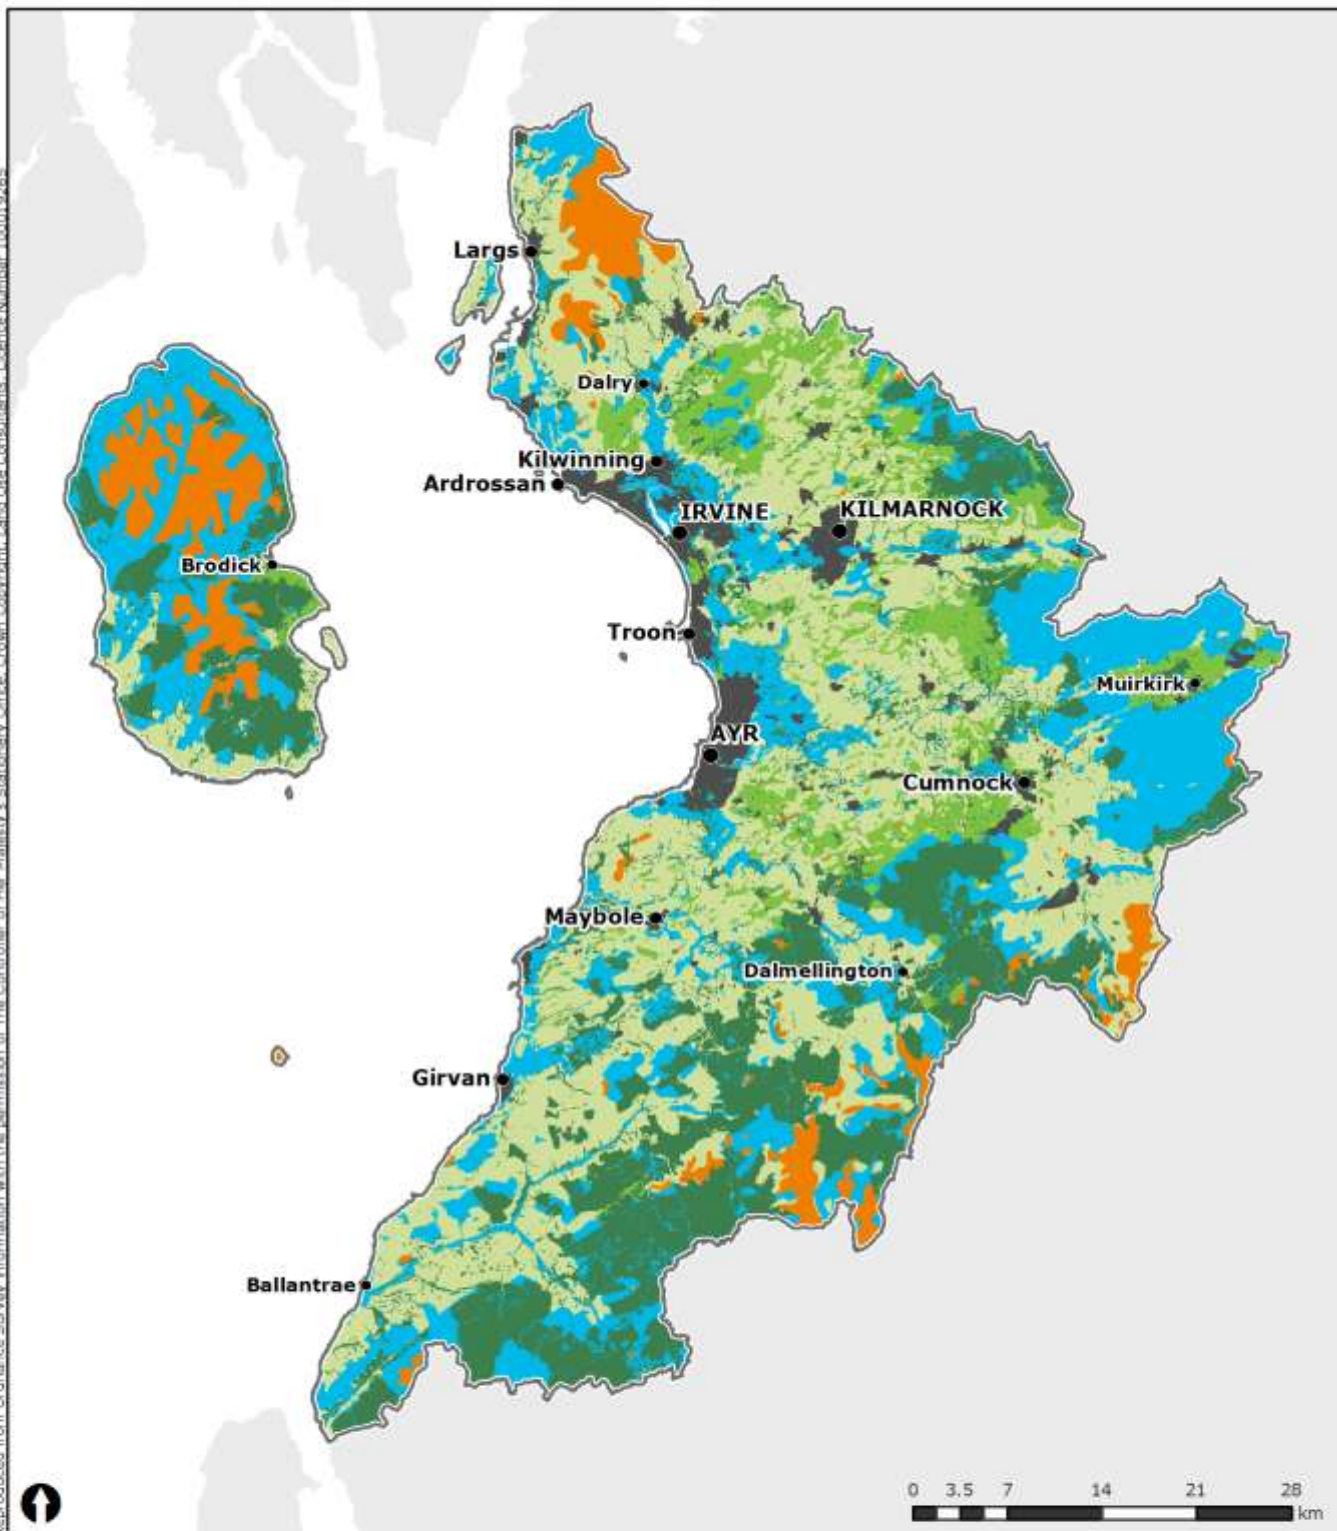 Largs
Dalry
Kilwinning
Ardrossan
IRVINE
KILMARNOCK
Brodick
Troon
Muirkirk
AYR
Cumnock
Maybole
Dalmellington
Girvan
Ballantrae
0 3.5 7 14 21 28
km